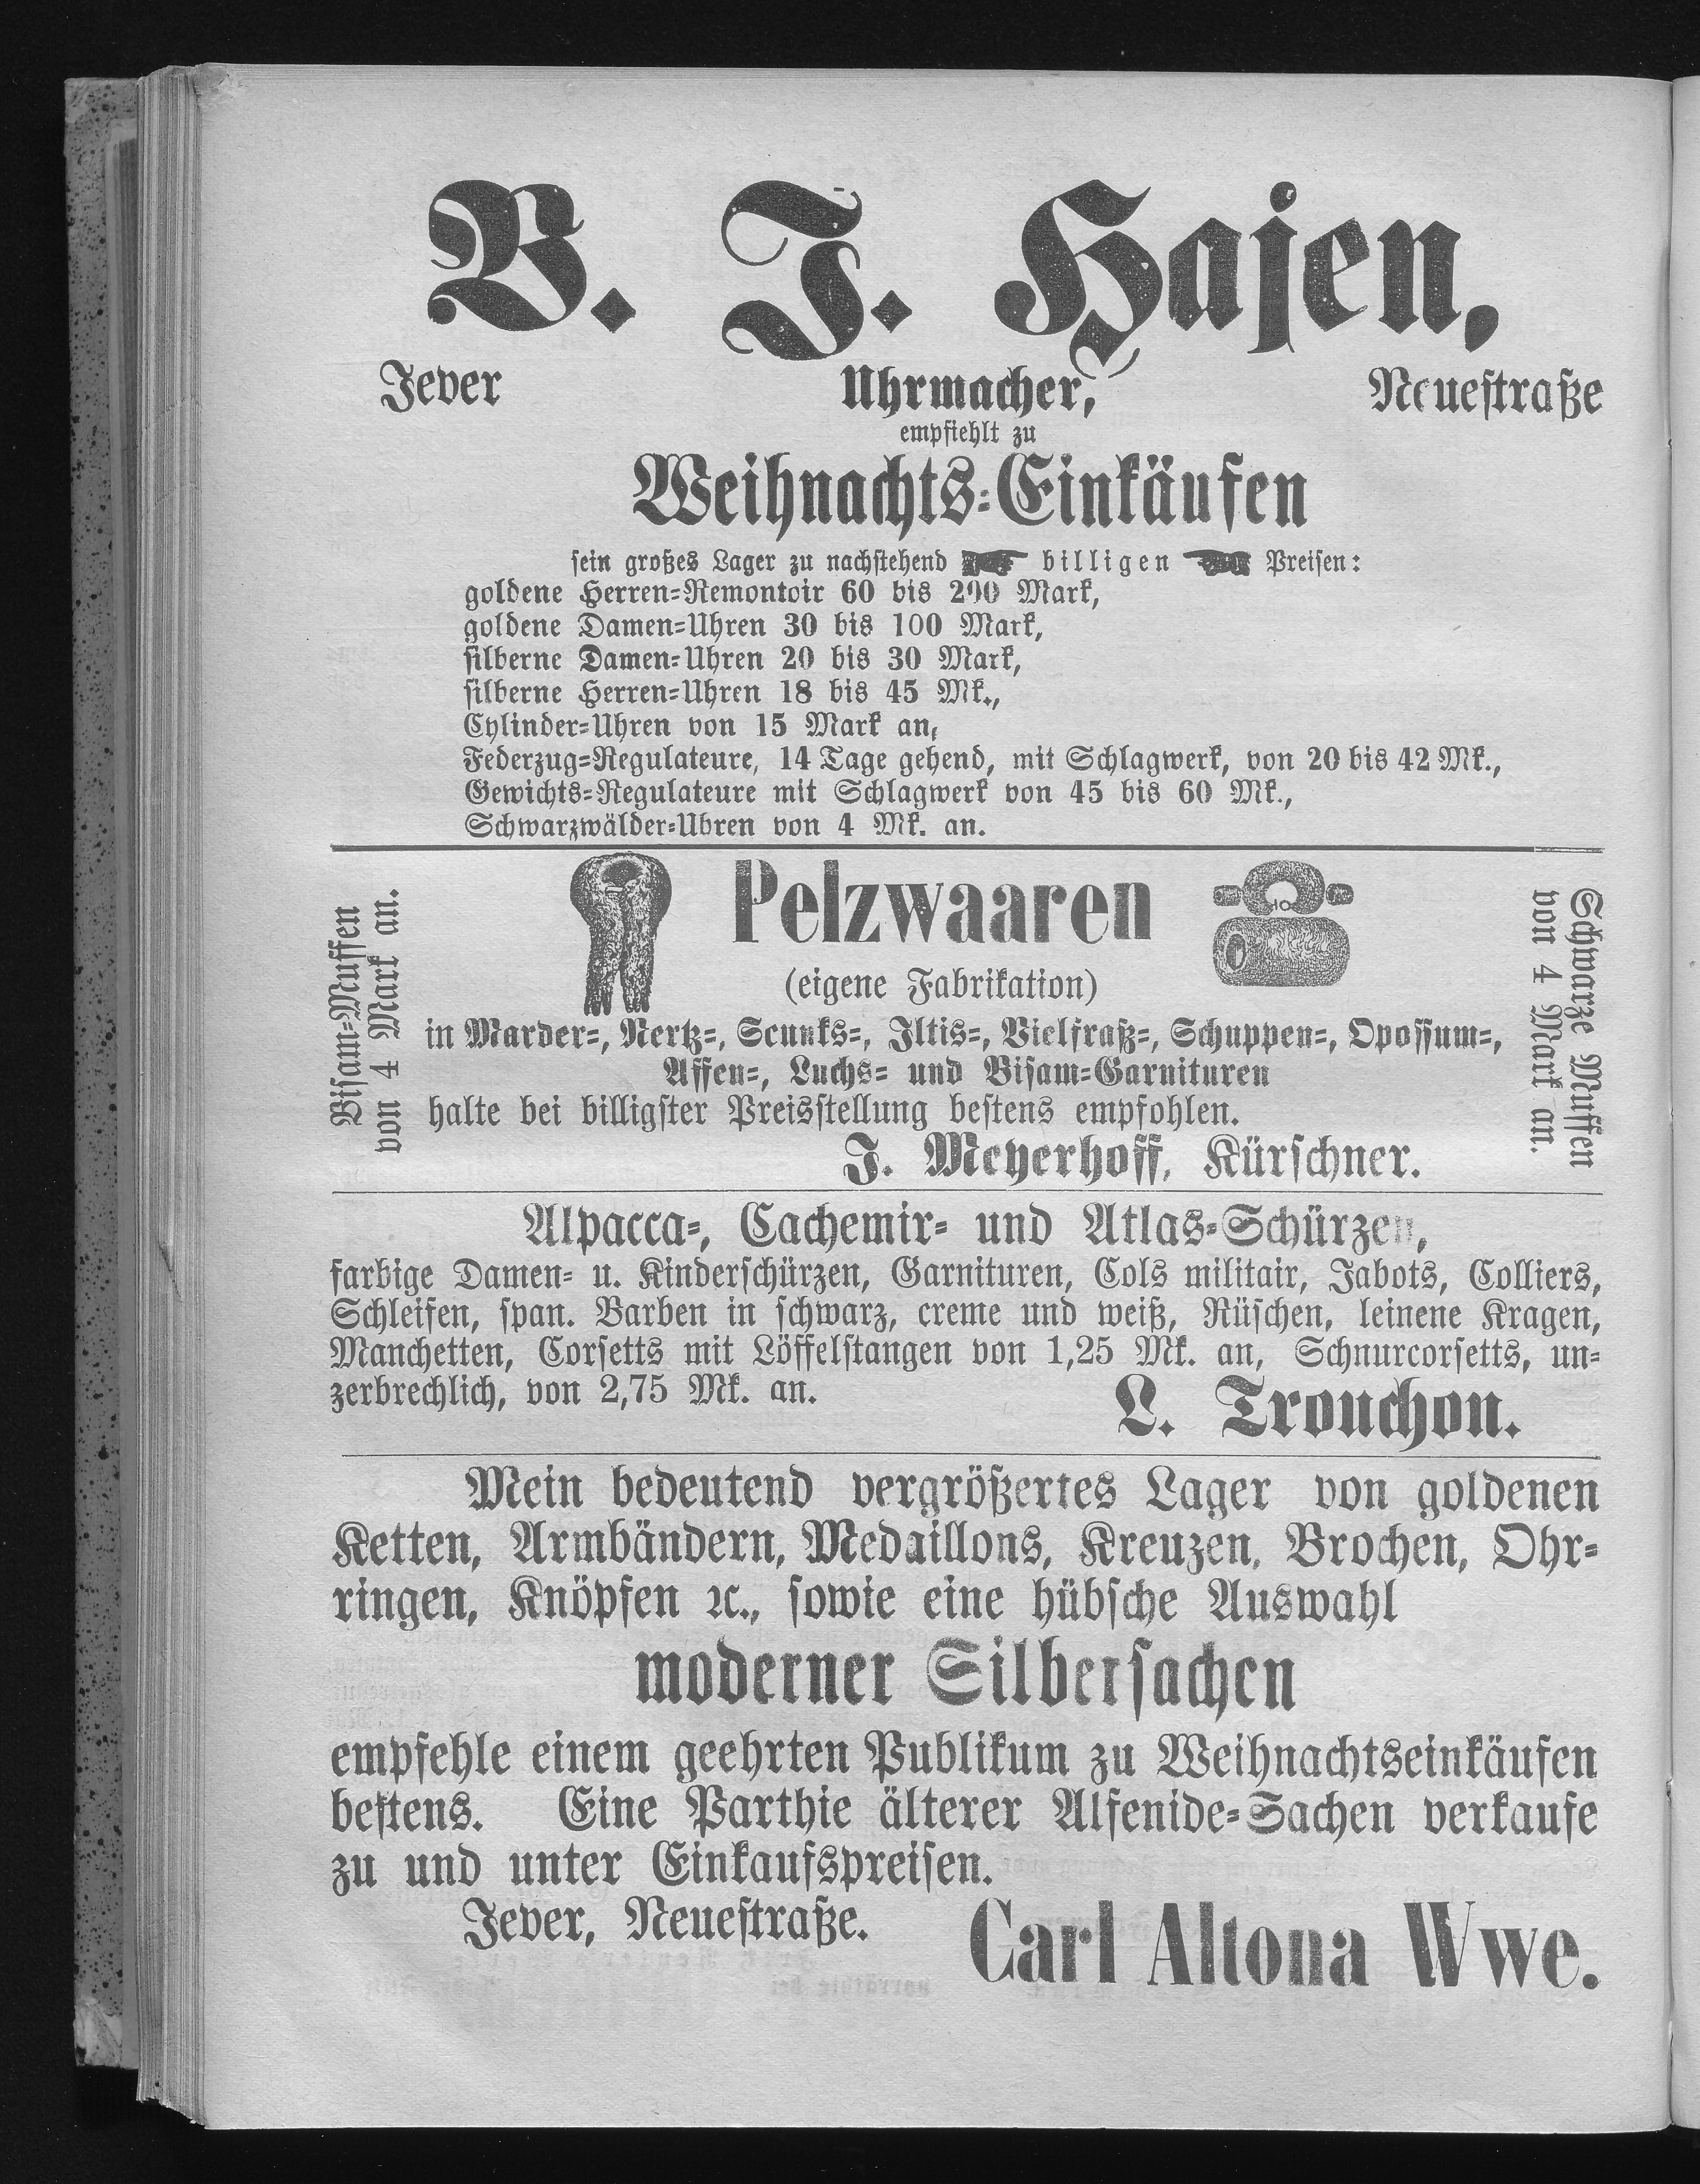 B. J. Hajen,
Jever Uhrmacher, Neuestraße
empfiehlt zu
Weihnachts-Einkäufen
sein großes Lager zu nachstehend billigen Preisen:
goldene Herren-Remontoir 60 bis 200 Mark,
goldene Damen-Uhren 30 bis 100 Mark,
silberne Damen-Uhren 20 bis 30 Mark,
silberne Herren-Uhren 18 bis 45 Mk.,
Cylinder-Uhren von 15 Mark an,
Federzug-Regulateure, 14 Tage gehend, mit Schlagwerk, von 20 bis 42 Mk.,
Gewichts-Regulateure mit Schlagwerk von 45 bis 60 Mk.,
Schwarzwälder-Uhren von 4 Mk. an.
Bisam-Muffen
von 4 Mark an.
Pelzwaaren
(eigene Fabrikation)
in Marder-, Nertz-, Scunks-, Iltis-, Vielfraß-, Schuppen-, Opossum-,
Affen-, Luchs- und Bisam-Garnituren
halte bei billigster Preisstellung bestens empfohlen.
J. Meyerhoff, Kürschner.
Schwarze Muffen
von 4 Mark an.
Alpacca-, Cachemir- und Atlas-Schürzen,
farbige Damen- u. Kinderschürzen, Garnituren, Cols militair, Jabots, Colliers,
Schleifen, span. Barben in schwarz, creme und weiß, Rüschen, leinene Kragen,
Manchetten, Corsetts mit Löffelstangen von 1,25 Mk. an, Schnurcorsetts, un-
zerbrechlich, von 2,75 Mk. an.
L. Trouchon.
Mein bedeutend vergrößertes Lager von goldenen
Ketten, Armbändern, Medaillons, Kreuzen, Brochen, Ohr-
ringen, Knöpfen ꝛc., sowie eine hübsche Auswahl
moderner Silbersachen
empfehle einem geehrten Publikum zu Weihnachtseinkäufen
bestens. Eine Parthie älterer Alfenide-Sachen verkaufe
zu und unter Einkaufspreisen.
Jever, Neuestraße.
Carl Altona Wwe.